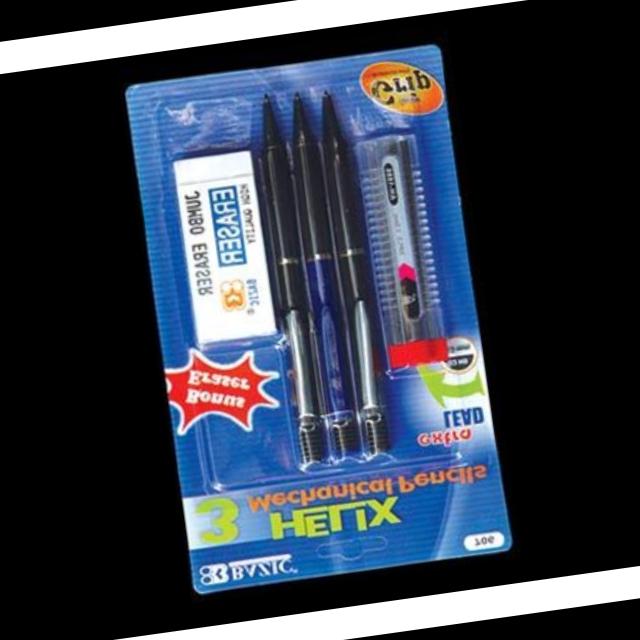 BAZIC
706
HELIX
3 Mechanical Pencils
extra
LEAD
Bonus
Eraser
BAZIC
HIGH QUALITY
ERASER
JUMBO ERASER
Grip